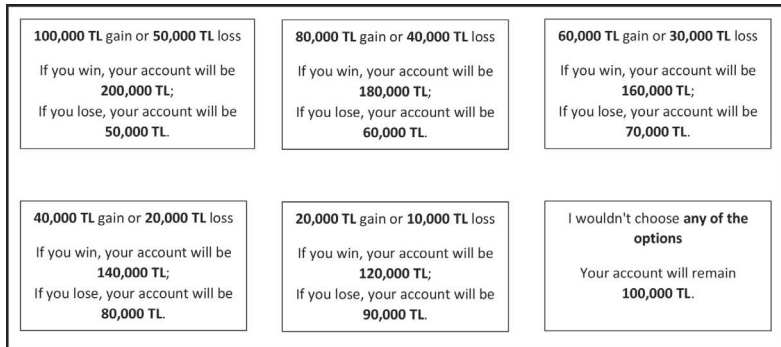 100,000 TL gain or 50,000 TL loss
If you win, your account will be
200,000 TL;
If you lose, your account will be
50,000 TL.
80,000 TL gain or 40,000 TL loss
If you win, your account will be
180,000 TL;
If you lose, your account will be
60,000 TL.
60,000 TL gain or 30,000 TL loss
If you win, your account will be
160,000 TL;
If you lose, your account will be
70,000 TL.
40,000 TL gain or 20,000 TL loss
If you win, your account will be
140,000 TL;
If you lose, your account will be
80,000 TL.
20,000 TL gain or 10,000 TL loss
If you win, your account will be
120,000 TL;
If you lose, your account will be
90,000 TL.
I wouldn't choose any of the
options
Your account will remain
100,000 TL.